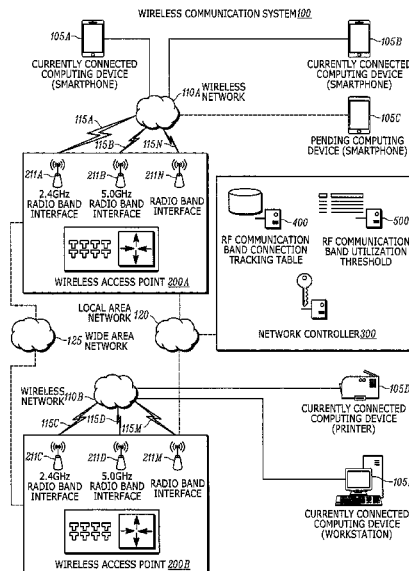 WIRELESS COMMUNICATION SYSTEM100
105A
CURRENTLY CONNECTED
COMPUTING DEVICE
(SMARTPHONE)
105B
CURRENTLY CONNECTED
COMPUTING DEVICE
(SMARTPHONE)
110A
WIRELESS
NETWORK
105C
PENDING COMPUTING
DEVICE (SMARTPHONE)
115A
115B
115N
211A
211B
211N
2.4GHz
RADIO BAND
INTERFACE
5.0GHz
RADIO BAND
INTERFACE
RADIO BAND
INTERFACE
WIRELESS ACCESS POINT 200A
400
RF COMMUNICATION
BAND CONNECTION
TRACKING TABLE
500
RF COMMUNICATION
BAND UTILIZATION
THRESHOLD
NETWORK CONTROLLER300
LOCAL AREA
NETWORK
120
125
WIDE AREA
NETWORK
WIRELESS
NETWORK110B
115C
115D
115M
105D
CURRENTLY CONNECTED
COMPUTING DEVICE
(PRINTER)
211C
211D
211M
2.4GHz
RADIO BAND
INTERFACE
5.0GHz
RADIO BAND
INTERFACE
RADIO BAND
INTERFACE
WIRELESS ACCESS POINT 200B
CURRENTLY CONNECTED
COMPUTING DEVICE
(WORKSTATION)